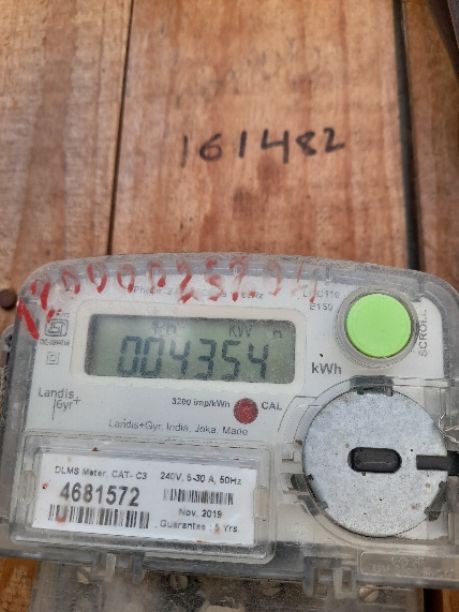 161482
Landis
Gyr+
004354
kWh
SCROLL
3200 imp/kWh
CAL
Landis+Gyr, India, Joka, Made
DLMS Meter, CAT- C3
240V, 5-30 A, 50Hz
4681572
Nov. 2019
Guarantee : 5 Yrs.